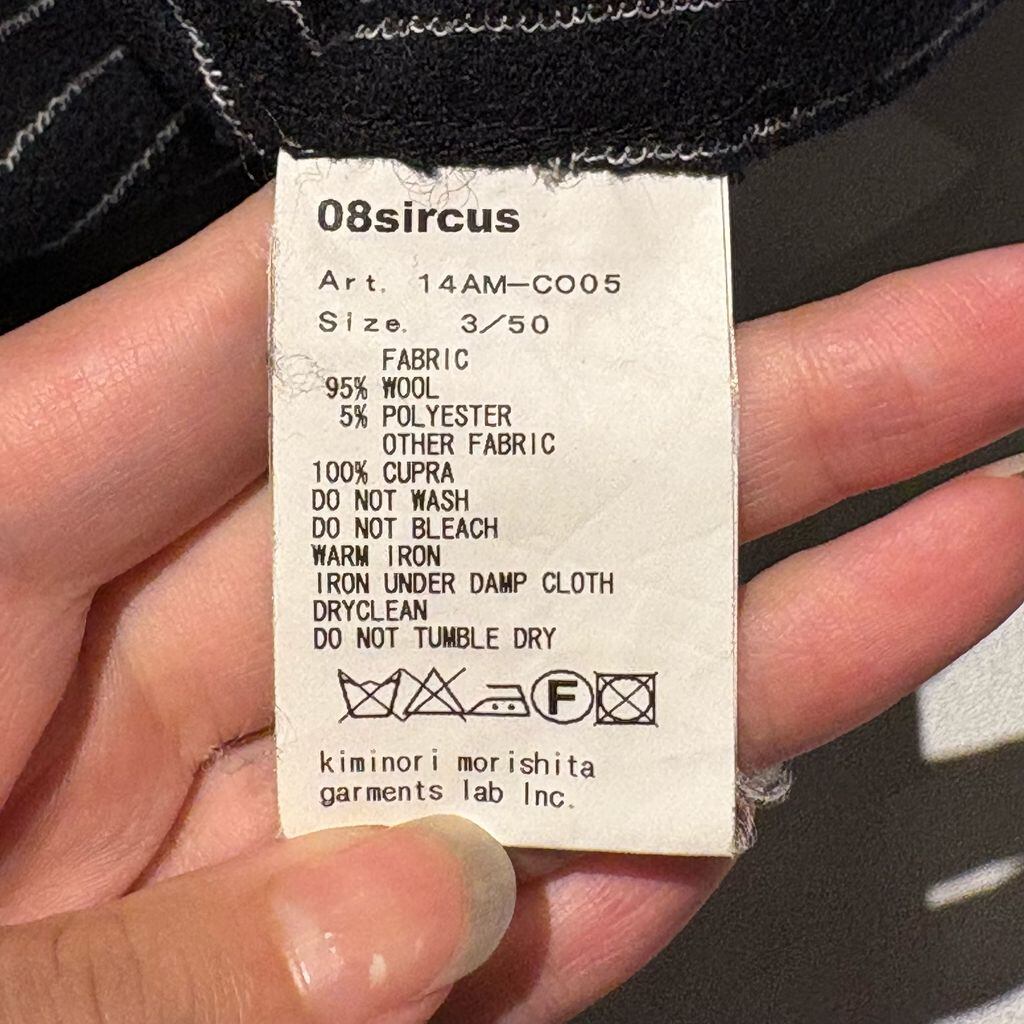 08sircus
Art. 14AM-CO05
Size. 3/50
FABRIC
95% WOOL
5% POLYESTER
OTHER FABRIC
100% CUPRA
DO NOT WASH
DO NOT BLEACH
WARM IRON
IRON UNDER DAMP CLOTH
DRYCLEAN
DO NOT TUMBLE DRY
F
kiminori morishita
garments lab Inc.